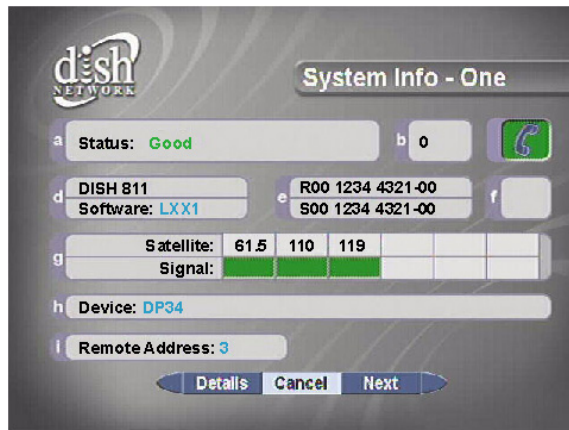 dish
NETWORK
System Info - One
a Status: Good
b 0
d DISH 811
Software: LXX1
e R00 1234 4321-00
S00 1234 4321-00
f
g Satellite: 61.5 110 119
Signal:
h Device: DP34
i Remote Address: 3
Details Cancel Next